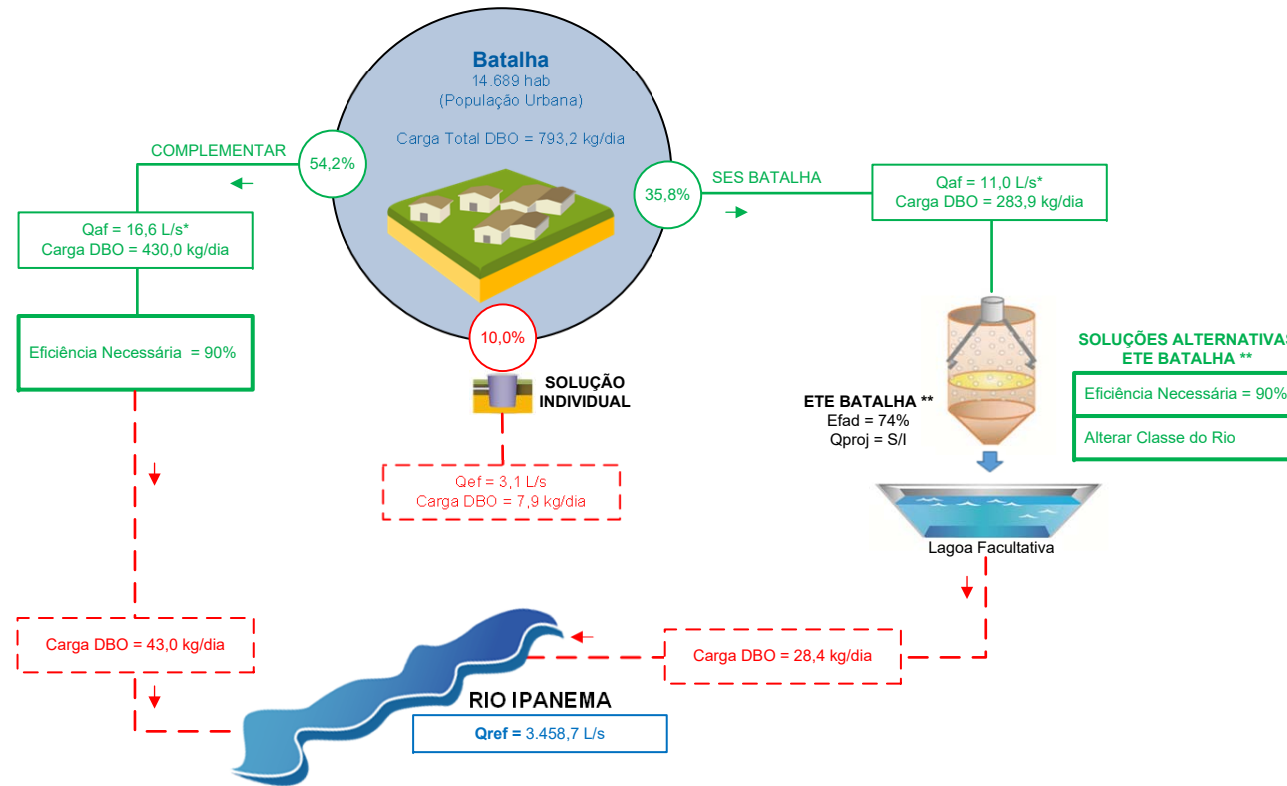 Batalha
14.689 hab
(População Urbana)
Carga Total DBO = 793,2 kg/dia
COMPLEMENTAR
54,2%
35,8%
SES BATALHA
Qaf = 11,0 L/s*
Carga DBO = 283,9 kg/dia
Qaf = 16,6 L/s*
Carga DBO = 430,0 kg/dia
10,0%
Eficiência Necessária = 90%
SOLUÇÃO
INDIVIDUAL
ETE BATALHA **
Efad = 74%
Qproj = S/I
SOLUÇÕES ALTERNATIVAS
ETE BATALHA **
Eficiência Necessária = 90%
Alterar Classe do Rio
Qef = 3,1 L/s
Carga DBO = 7,9 kg/dia
Lagoa Facultativa
Carga DBO = 43,0 kg/dia
Carga DBO = 28,4 kg/dia
RIO IPANEMA
Qref = 3.458,7 L/s